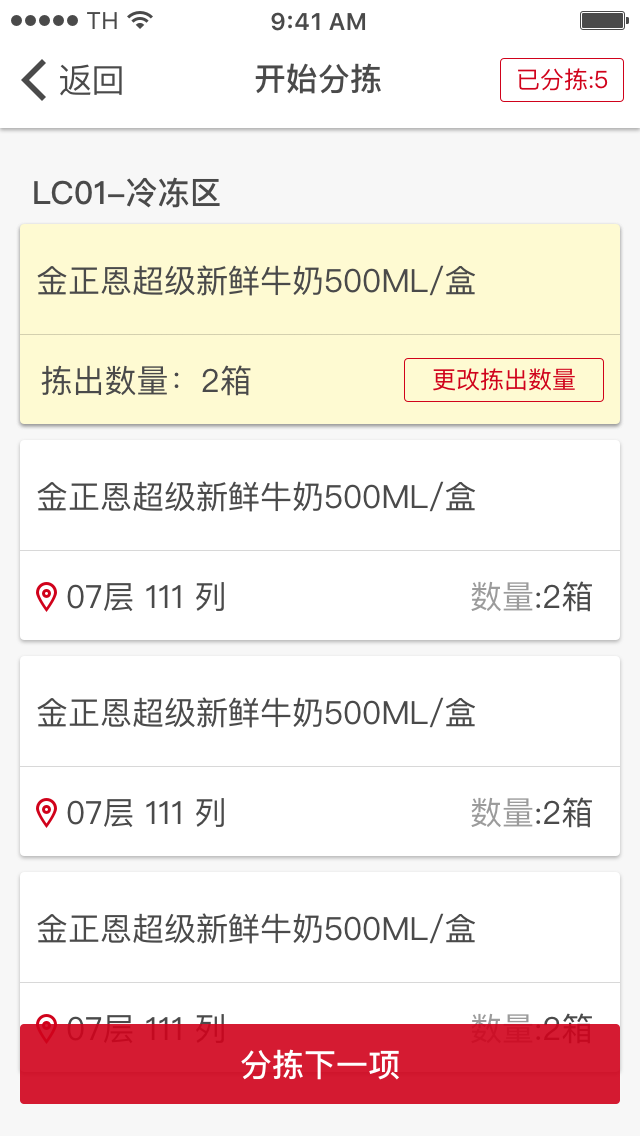 TH 9:41 AM
返回 开始分拣 已分拣:5
LC01-冷冻区
金正恩超级新鲜牛奶500ML/盒
拣出数量：2箱 更改拣出数量
金正恩超级新鲜牛奶500ML/盒
07层 111 列 数量:2箱
金正恩超级新鲜牛奶500ML/盒
07层 111 列 数量:2箱
金正恩超级新鲜牛奶500ML/盒
07层 111 列 数量:2箱
分拣下一项